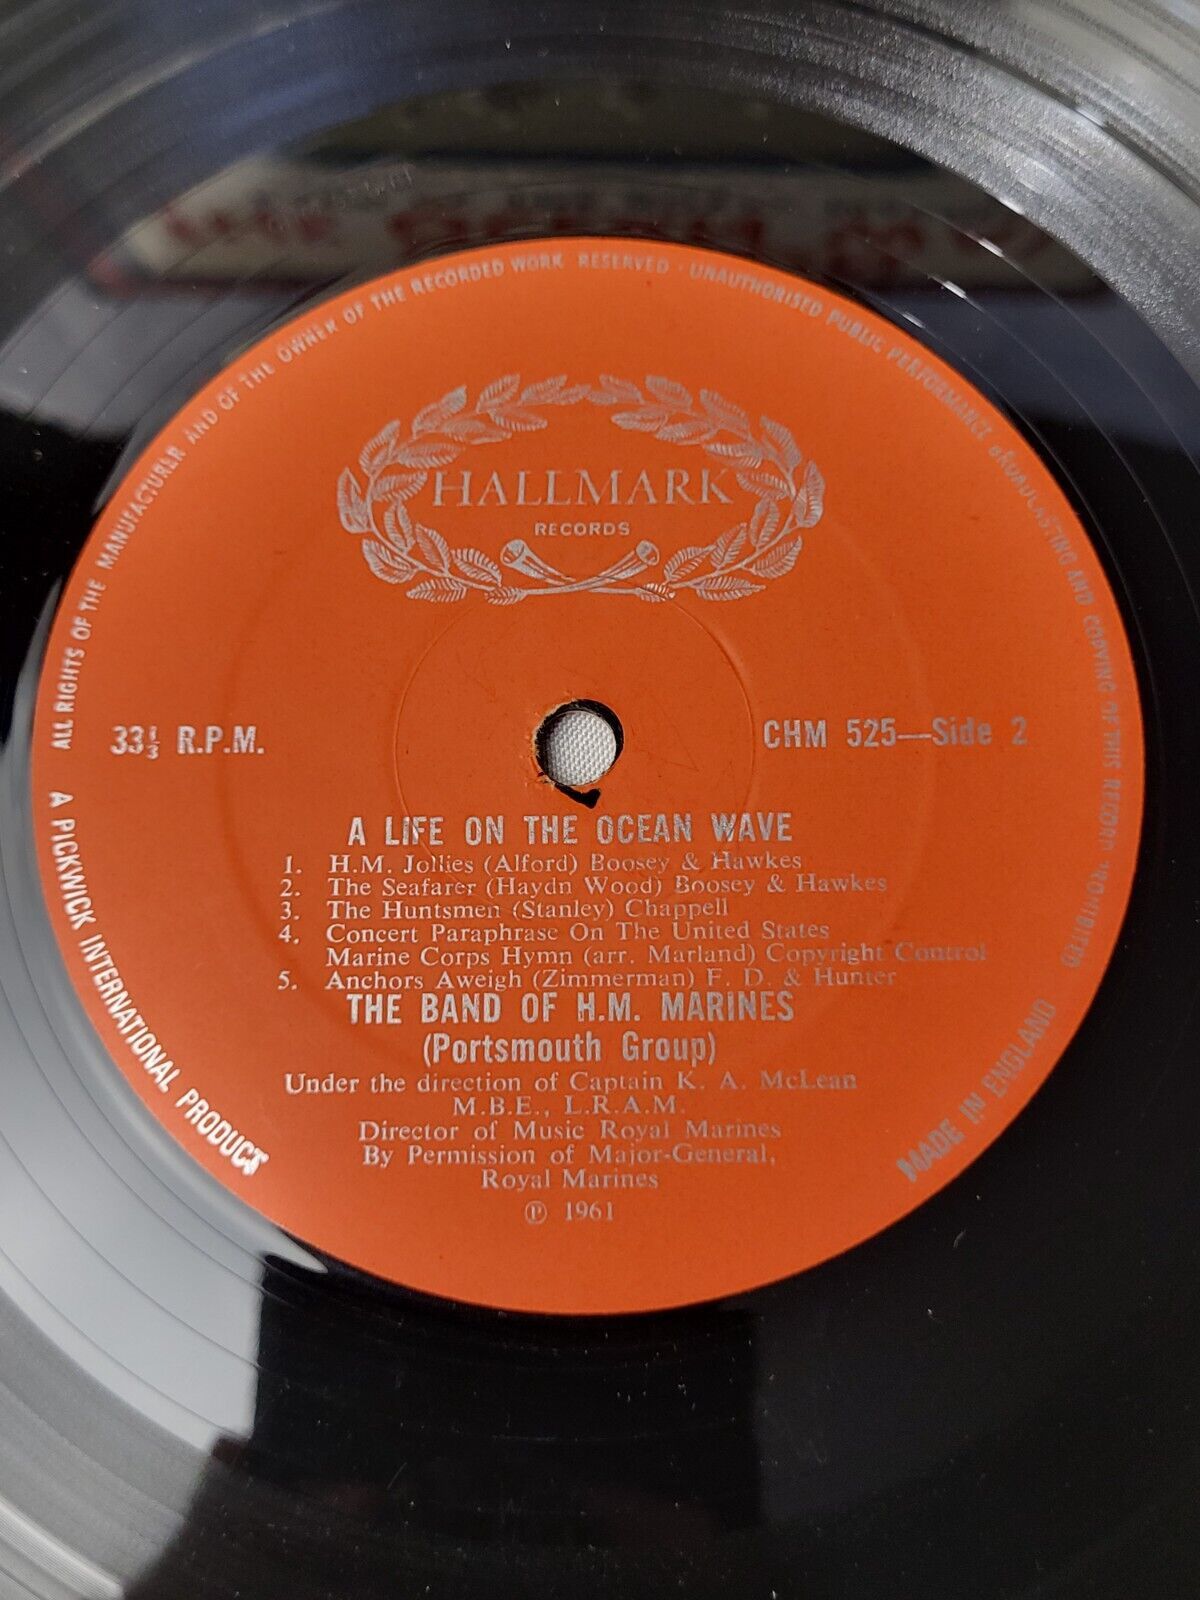 ALL RIGHTS OF THE MANUFACTURER AND OF THE OWNER OF THE RECORDED WORK RESERVED · UNAUTHORISED PUBLIC PERFORMANCE BROADCASTING AND COPYING OF THIS RECORD PROHIBITED
HALLMARK
RECORDS
33⅓ R.P.M.
CHM 525—Side 2
A LIFE ON THE OCEAN WAVE
1. H.M. Jollies (Alford) Boosey & Hawkes
2. The Seafarer (Haydn Wood) Boosey & Hawkes
3. The Huntsmen (Stanley) Chappell
4. Concert Paraphrase On The United States
Marine Corps Hymn (arr. Marland) Copyright Control
5. Anchors Aweigh (Zimmerman) F. D. & Hunter
THE BAND OF H.M. MARINES
(Portsmouth Group)
Under the direction of Captain K. A. McLean
M.B.E., L.R.A.M.
Director of Music Royal Marines
By Permission of Major-General,
Royal Marines
℗ 1961
A PICKWICK INTERNATIONAL PRODUCT
MADE IN ENGLAND